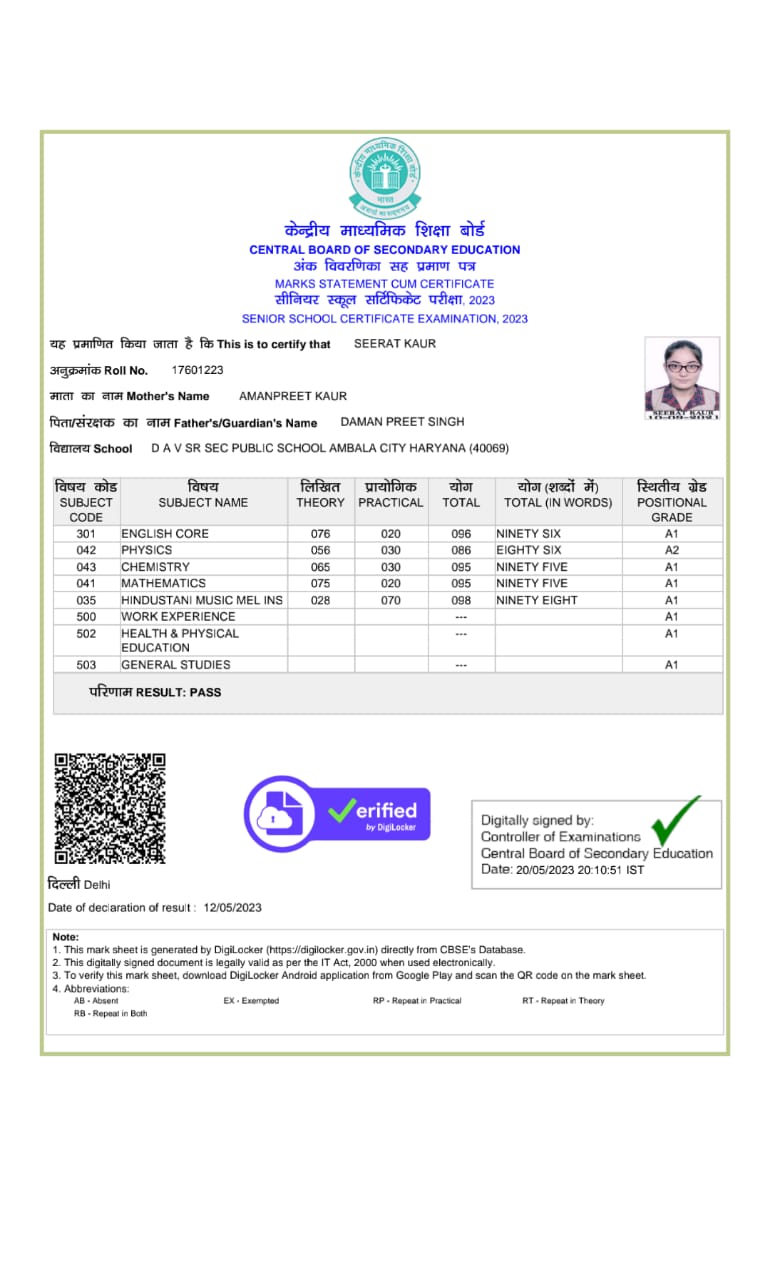 केन्द्रीय माध्यमिक शिक्षा बोर्ड
भारत
असतो मा सद्गमय
केन्द्रीय माध्यमिक शिक्षा बोर्ड
CENTRAL BOARD OF SECONDARY EDUCATION
अंक विवरणिका सह प्रमाण पत्र
MARKS STATEMENT CUM CERTIFICATE
सीनियर स्कूल सर्टिफिकेट परीक्षा, 2023
SENIOR SCHOOL CERTIFICATE EXAMINATION, 2023
यह प्रमाणित किया जाता है कि This is to certify that SEERAT KAUR
अनुक्रमांक Roll No. 17601223
माता का नाम Mother's Name AMANPREET KAUR
पिता/संरक्षक का नाम Father's/Guardian's Name DAMAN PREET SINGH
विद्यालय School D A V SR SEC PUBLIC SCHOOL AMBALA CITY HARYANA (40069)
SEERAT KAUR
10-09-2021
विषय कोड विषय लिखित प्रायोगिक योग योग (शब्दों में) स्थितीय ग्रेड
SUBJECT SUBJECT NAME THEORY PRACTICAL TOTAL TOTAL (IN WORDS) POSITIONAL
CODE GRADE
301 ENGLISH CORE 076 020 096 NINETY SIX A1
042 PHYSICS 056 030 086 EIGHTY SIX A2
043 CHEMISTRY 065 030 095 NINETY FIVE A1
041 MATHEMATICS 075 020 095 NINETY FIVE A1
035 HINDUSTANI MUSIC MEL INS 028 070 098 NINETY EIGHT A1
500 WORK EXPERIENCE --- A1
502 HEALTH & PHYSICAL --- A1
EDUCATION
503 GENERAL STUDIES --- A1
परिणाम RESULT: PASS
Verified
by DigiLocker
Digitally signed by:
Controller of Examinations
Central Board of Secondary Education
Date: 20/05/2023 20:10:51 IST
दिल्ली Delhi
Date of declaration of result : 12/05/2023
Note:
1. This mark sheet is generated by DigiLocker (https://digilocker.gov.in) directly from CBSE's Database.
2. This digitally signed document is legally valid as per the IT Act, 2000 when used electronically.
3. To verify this mark sheet, download DigiLocker Android application from Google Play and scan the QR code on the mark sheet.
4. Abbreviations:
AB - Absent EX - Exempted RP - Repeat in Practical RT - Repeat in Theory
RB - Repeat in Both